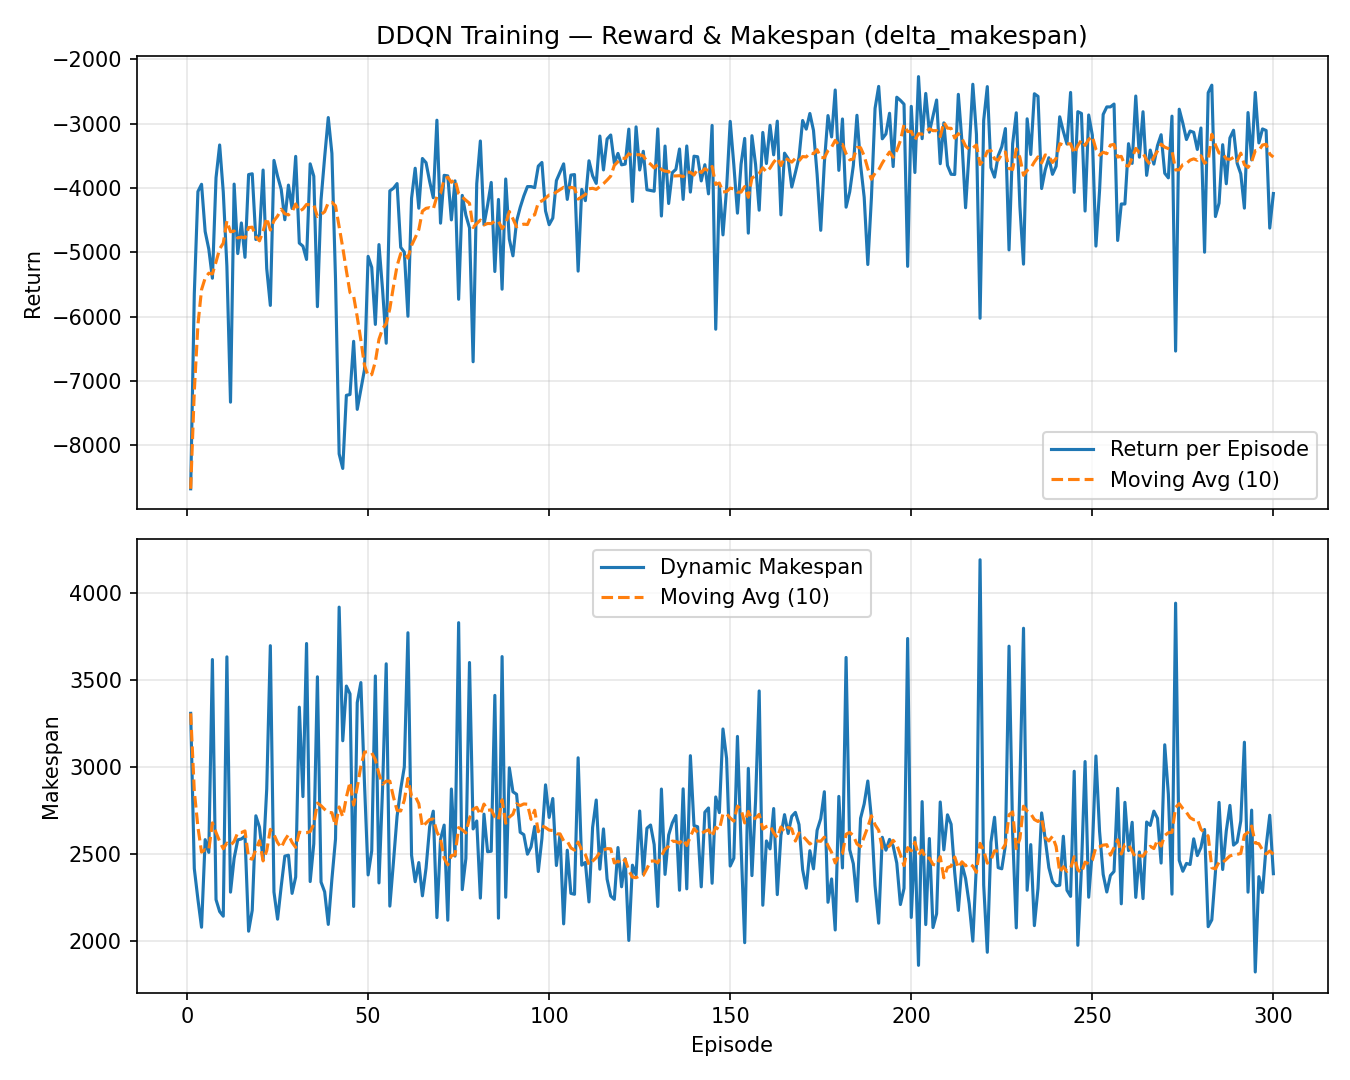 DDQN Training — Reward & Makespan (delta_makespan)
−2000
−3000
−4000
−5000
−6000
−7000
−8000
Return
Return per Episode
Moving Avg (10)
4000
3500
3000
2500
2000
Makespan
Dynamic Makespan
Moving Avg (10)
0 50 100 150 200 250 300
Episode